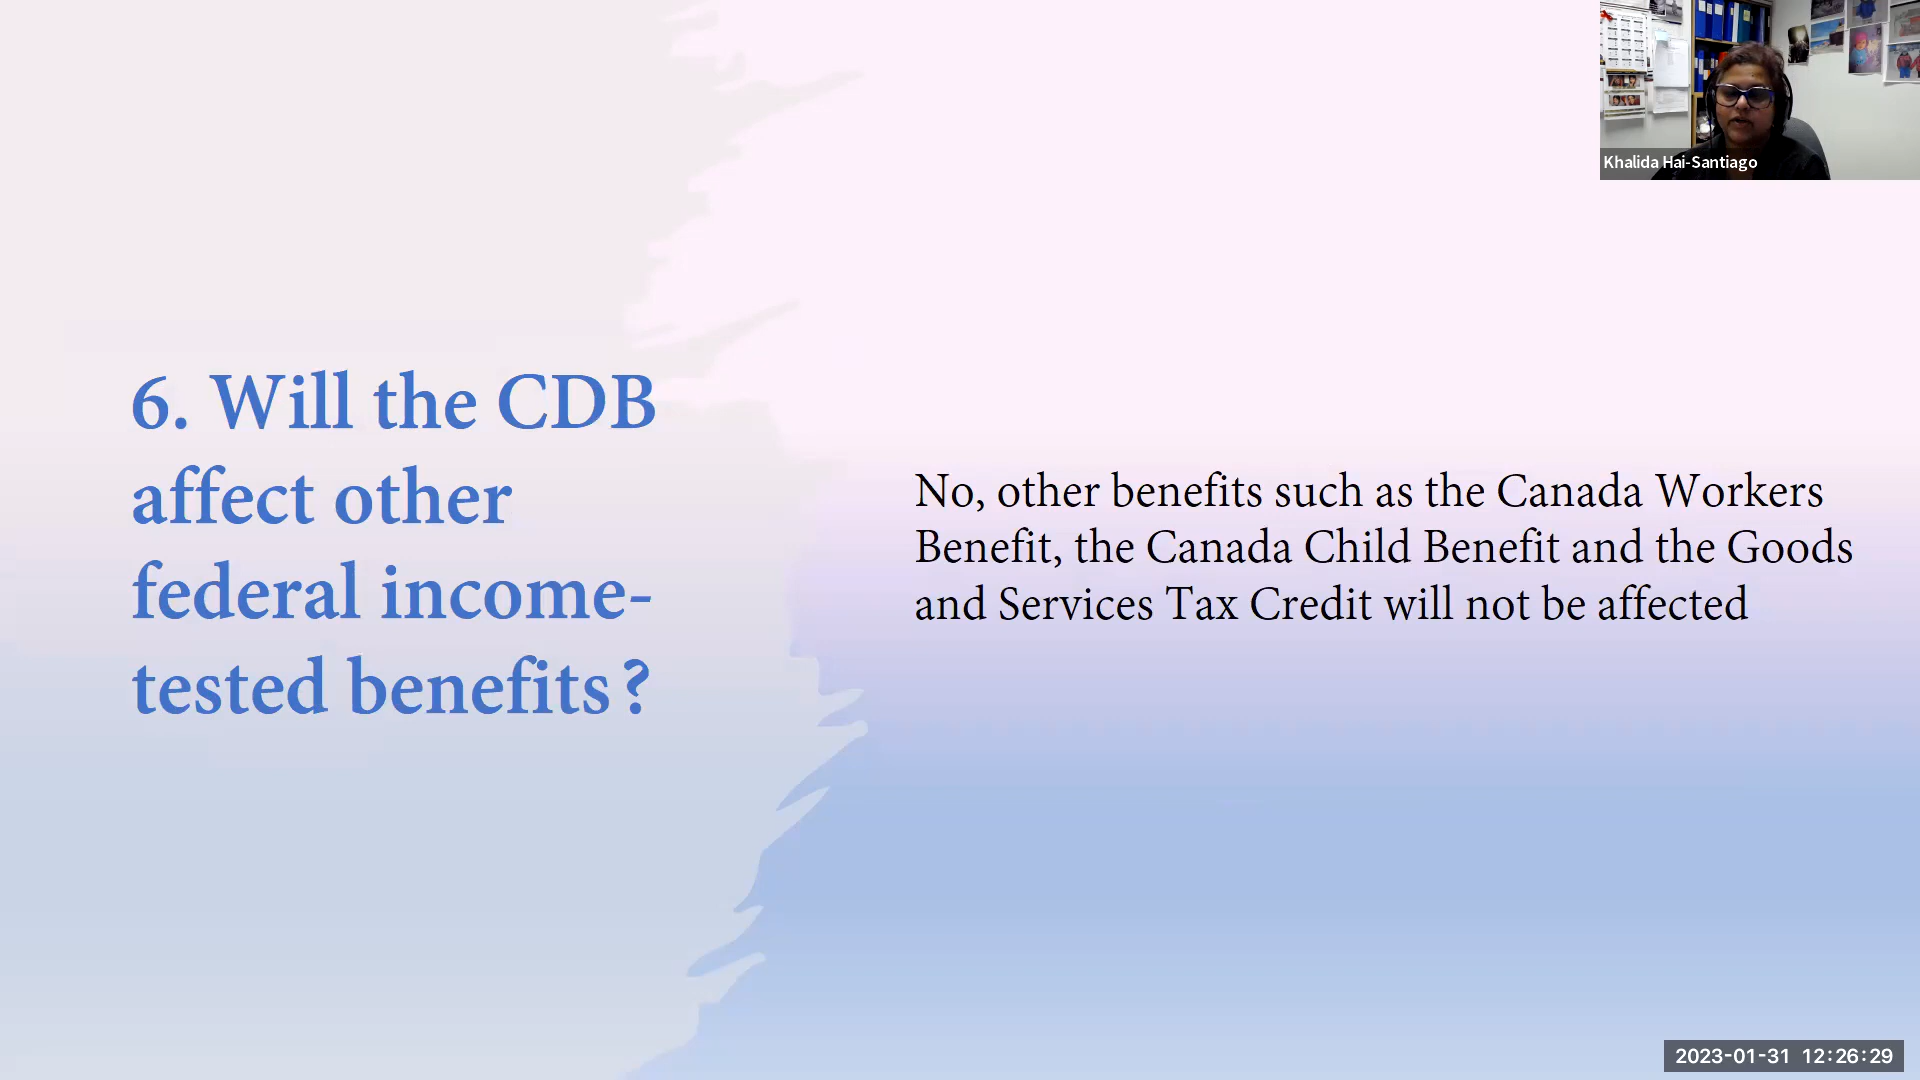 6. Will the CDB
affect other
federal income-
tested benefits?
No, other benefits such as the Canada Workers
Benefit, the Canada Child Benefit and the Goods
and Services Tax Credit will not be affected
Khalida Hai-Santiago
2023-01-31 12:26:29